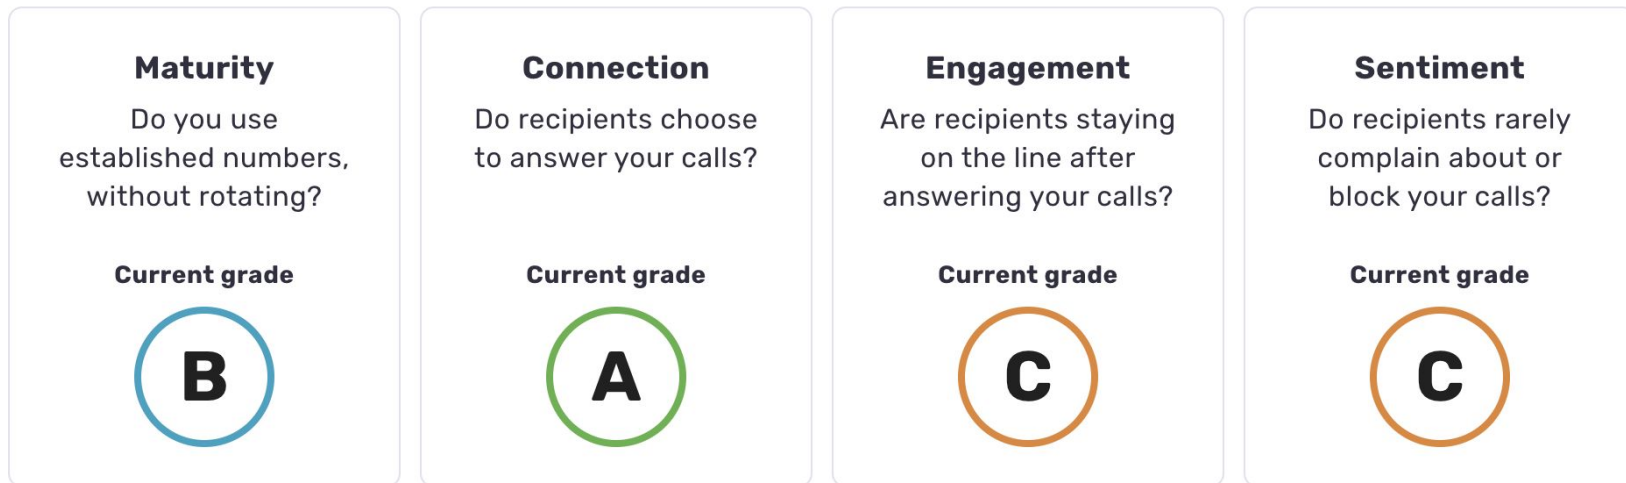 Maturity
Do you use
established numbers,
without rotating?
Current grade
B
Connection
Do recipients choose
to answer your calls?
Current grade
A
Engagement
Are recipients staying
on the line after
answering your calls?
Current grade
C
Sentiment
Do recipients rarely
complain about or
block your calls?
Current grade
C